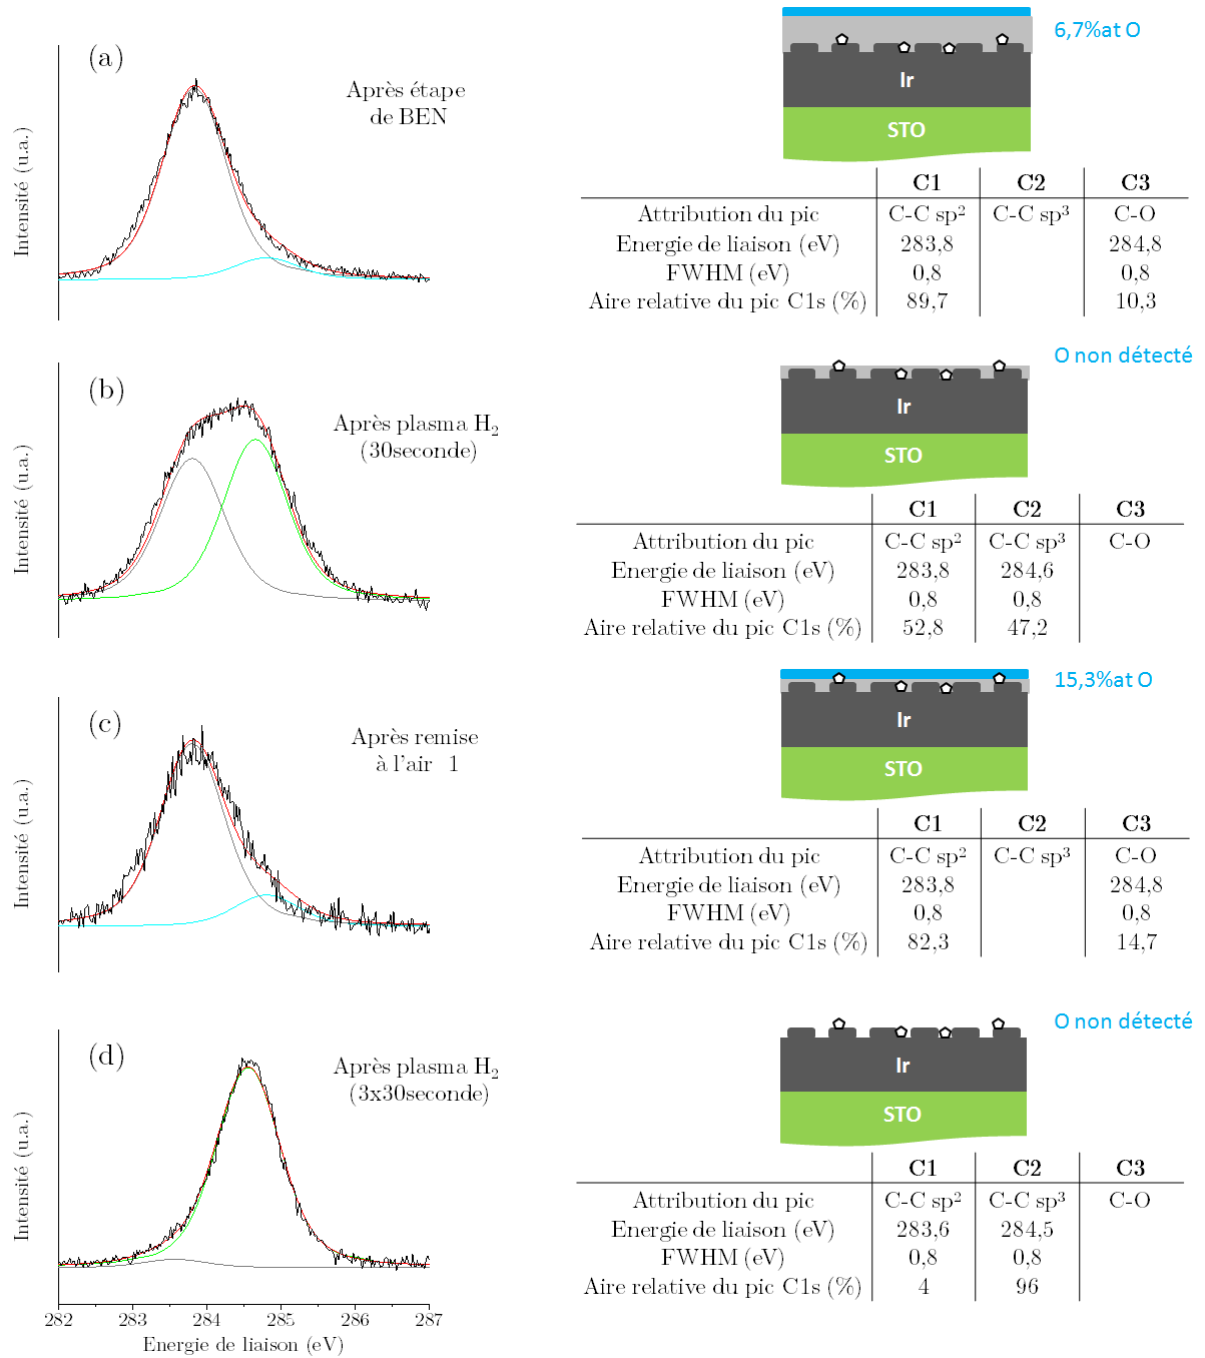 (a)
Après étape
de BEN
Intensité (u.a.)
6,7%at O
Ir
STO
C1 C2 C3
Attribution du pic C-C sp² C-C sp³ C-O
Energie de liaison (eV) 283,8 284,8
FWHM (eV) 0,8 0,8
Aire relative du pic C1s (%) 89,7 10,3
(b)
Après plasma H₂
(30seconde)
Intensité (u.a.)
O non détecté
Ir
STO
C1 C2 C3
Attribution du pic C-C sp² C-C sp³ C-O
Energie de liaison (eV) 283,8 284,6
FWHM (eV) 0,8 0,8
Aire relative du pic C1s (%) 52,8 47,2
(c)
Après remise
à l'air 1
Intensité (u.a.)
15,3%at O
Ir
STO
C1 C2 C3
Attribution du pic C-C sp² C-C sp³ C-O
Energie de liaison (eV) 283,8 284,8
FWHM (eV) 0,8 0,8
Aire relative du pic C1s (%) 82,3 14,7
(d)
Après plasma H₂
(3x30seconde)
Intensité (u.a.)
282 283 284 285 286 287
Energie de liaison (eV)
O non détecté
Ir
STO
C1 C2 C3
Attribution du pic C-C sp² C-C sp³ C-O
Energie de liaison (eV) 283,6 284,5
FWHM (eV) 0,8 0,8
Aire relative du pic C1s (%) 4 96